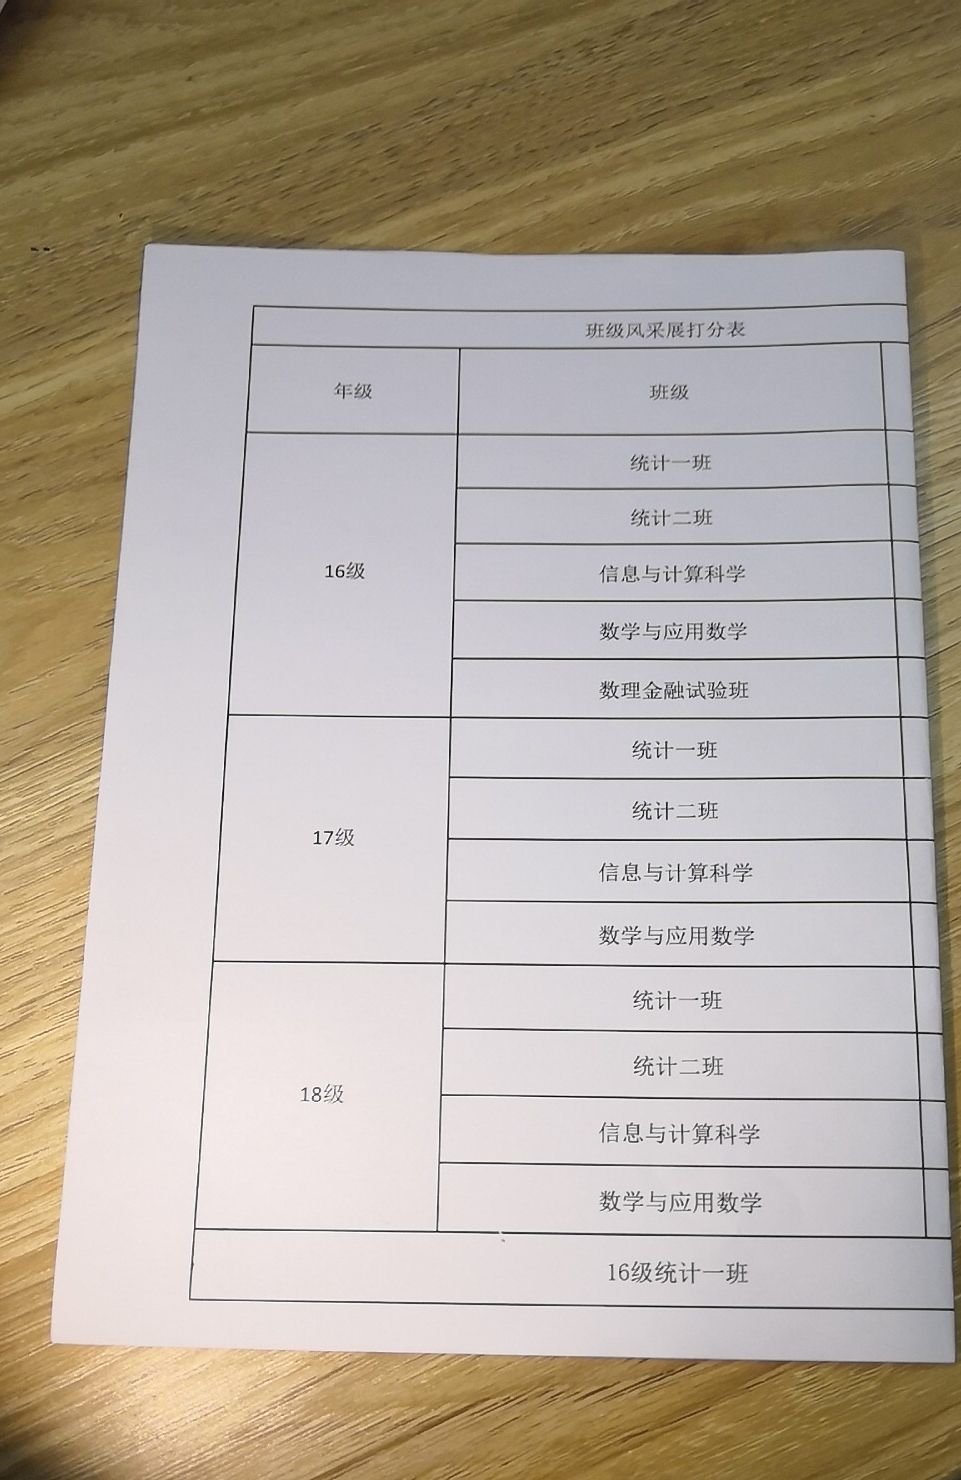 班级风采展打分表
年级 班级
统计一班
统计二班
16级 信息与计算科学
数学与应用数学
数理金融试验班
统计一班
统计二班
17级 信息与计算科学
数学与应用数学
统计一班
统计二班
18级 信息与计算科学
数学与应用数学
16级统计一班